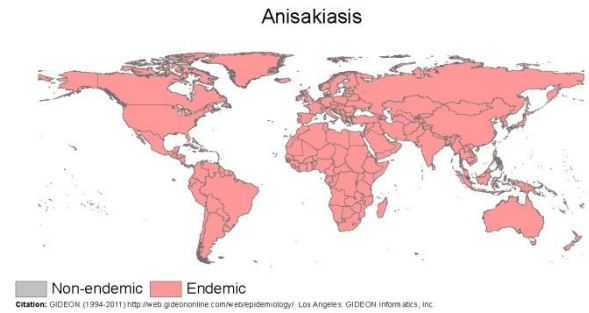 Anisakiasis
Non-endemic Endemic
Citation: GIDEON (1994-2011) http://web.gideononline.com/web/epidemiology/. Los Angeles: GIDEON Informatics, Inc.